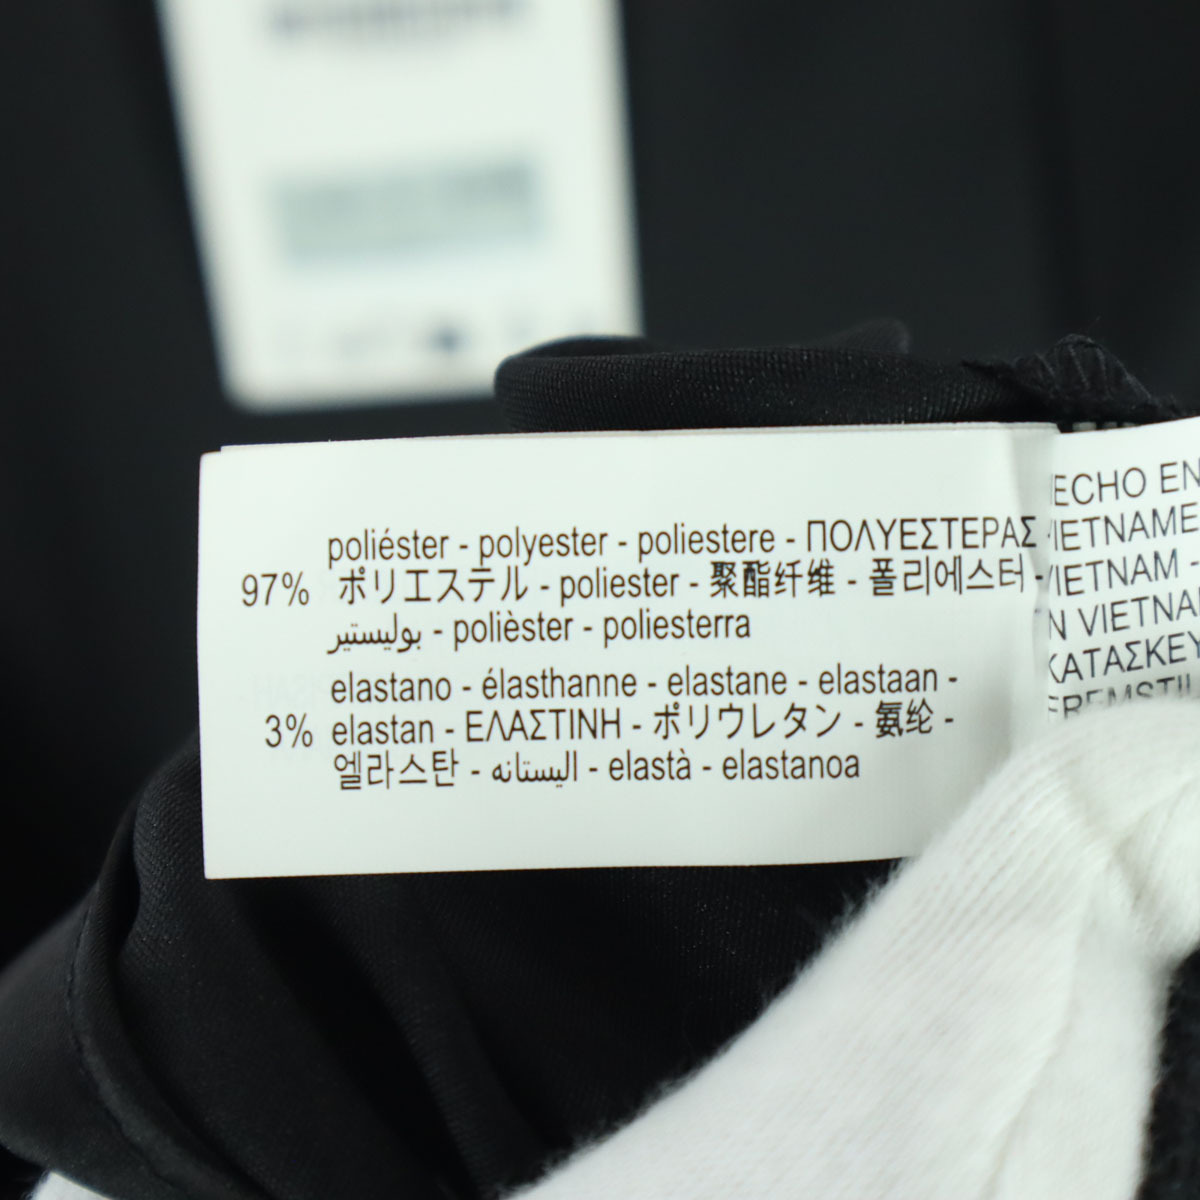 poliéster - polyester - poliestere - ΠΟΛΥΕΣΤΕΡΑΣ
97% ポリエステル - poliester - 聚酯纤维 - 폴리에스터 -
بوليستير - polièster - poliesterra
elastano - élasthanne - elastane - elastaan -
3% elastan - ΕΛΑΣΤΙΝΗ - ポリウレタン - 氨纶 -
엘라스탄 - اليستانه - elastà - elastanoa
ECHO EN
VIETNAME
VIETNAM -
N VIETNA
ΚΑΤΑΣΚΕΥ